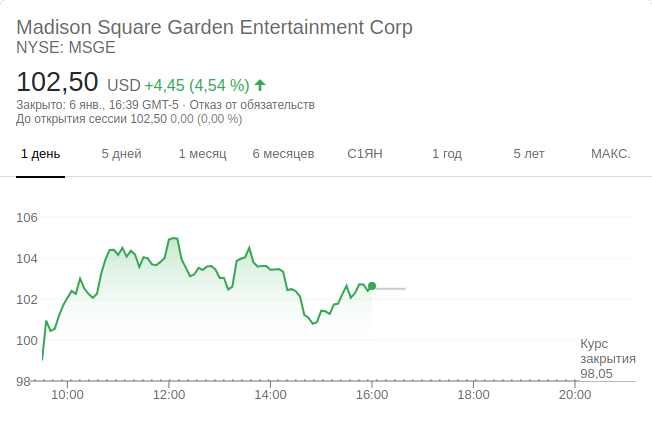 Madison Square Garden Entertainment Corp
NYSE: MSGE
102,50 USD +4,45 (4,54 %)
Закрыто: 6 янв., 16:39 GMT-5 · Отказ от обязательств
До открытия сессии 102,50 0,00 (0,00 %)
1 день 5 дней 1 месяц 6 месяцев С1ЯН 1 год 5 лет МАКС.
106
104
102
100
Курс
закрытия
98,05
98
10:00 12:00 14:00 16:00 18:00 20:00